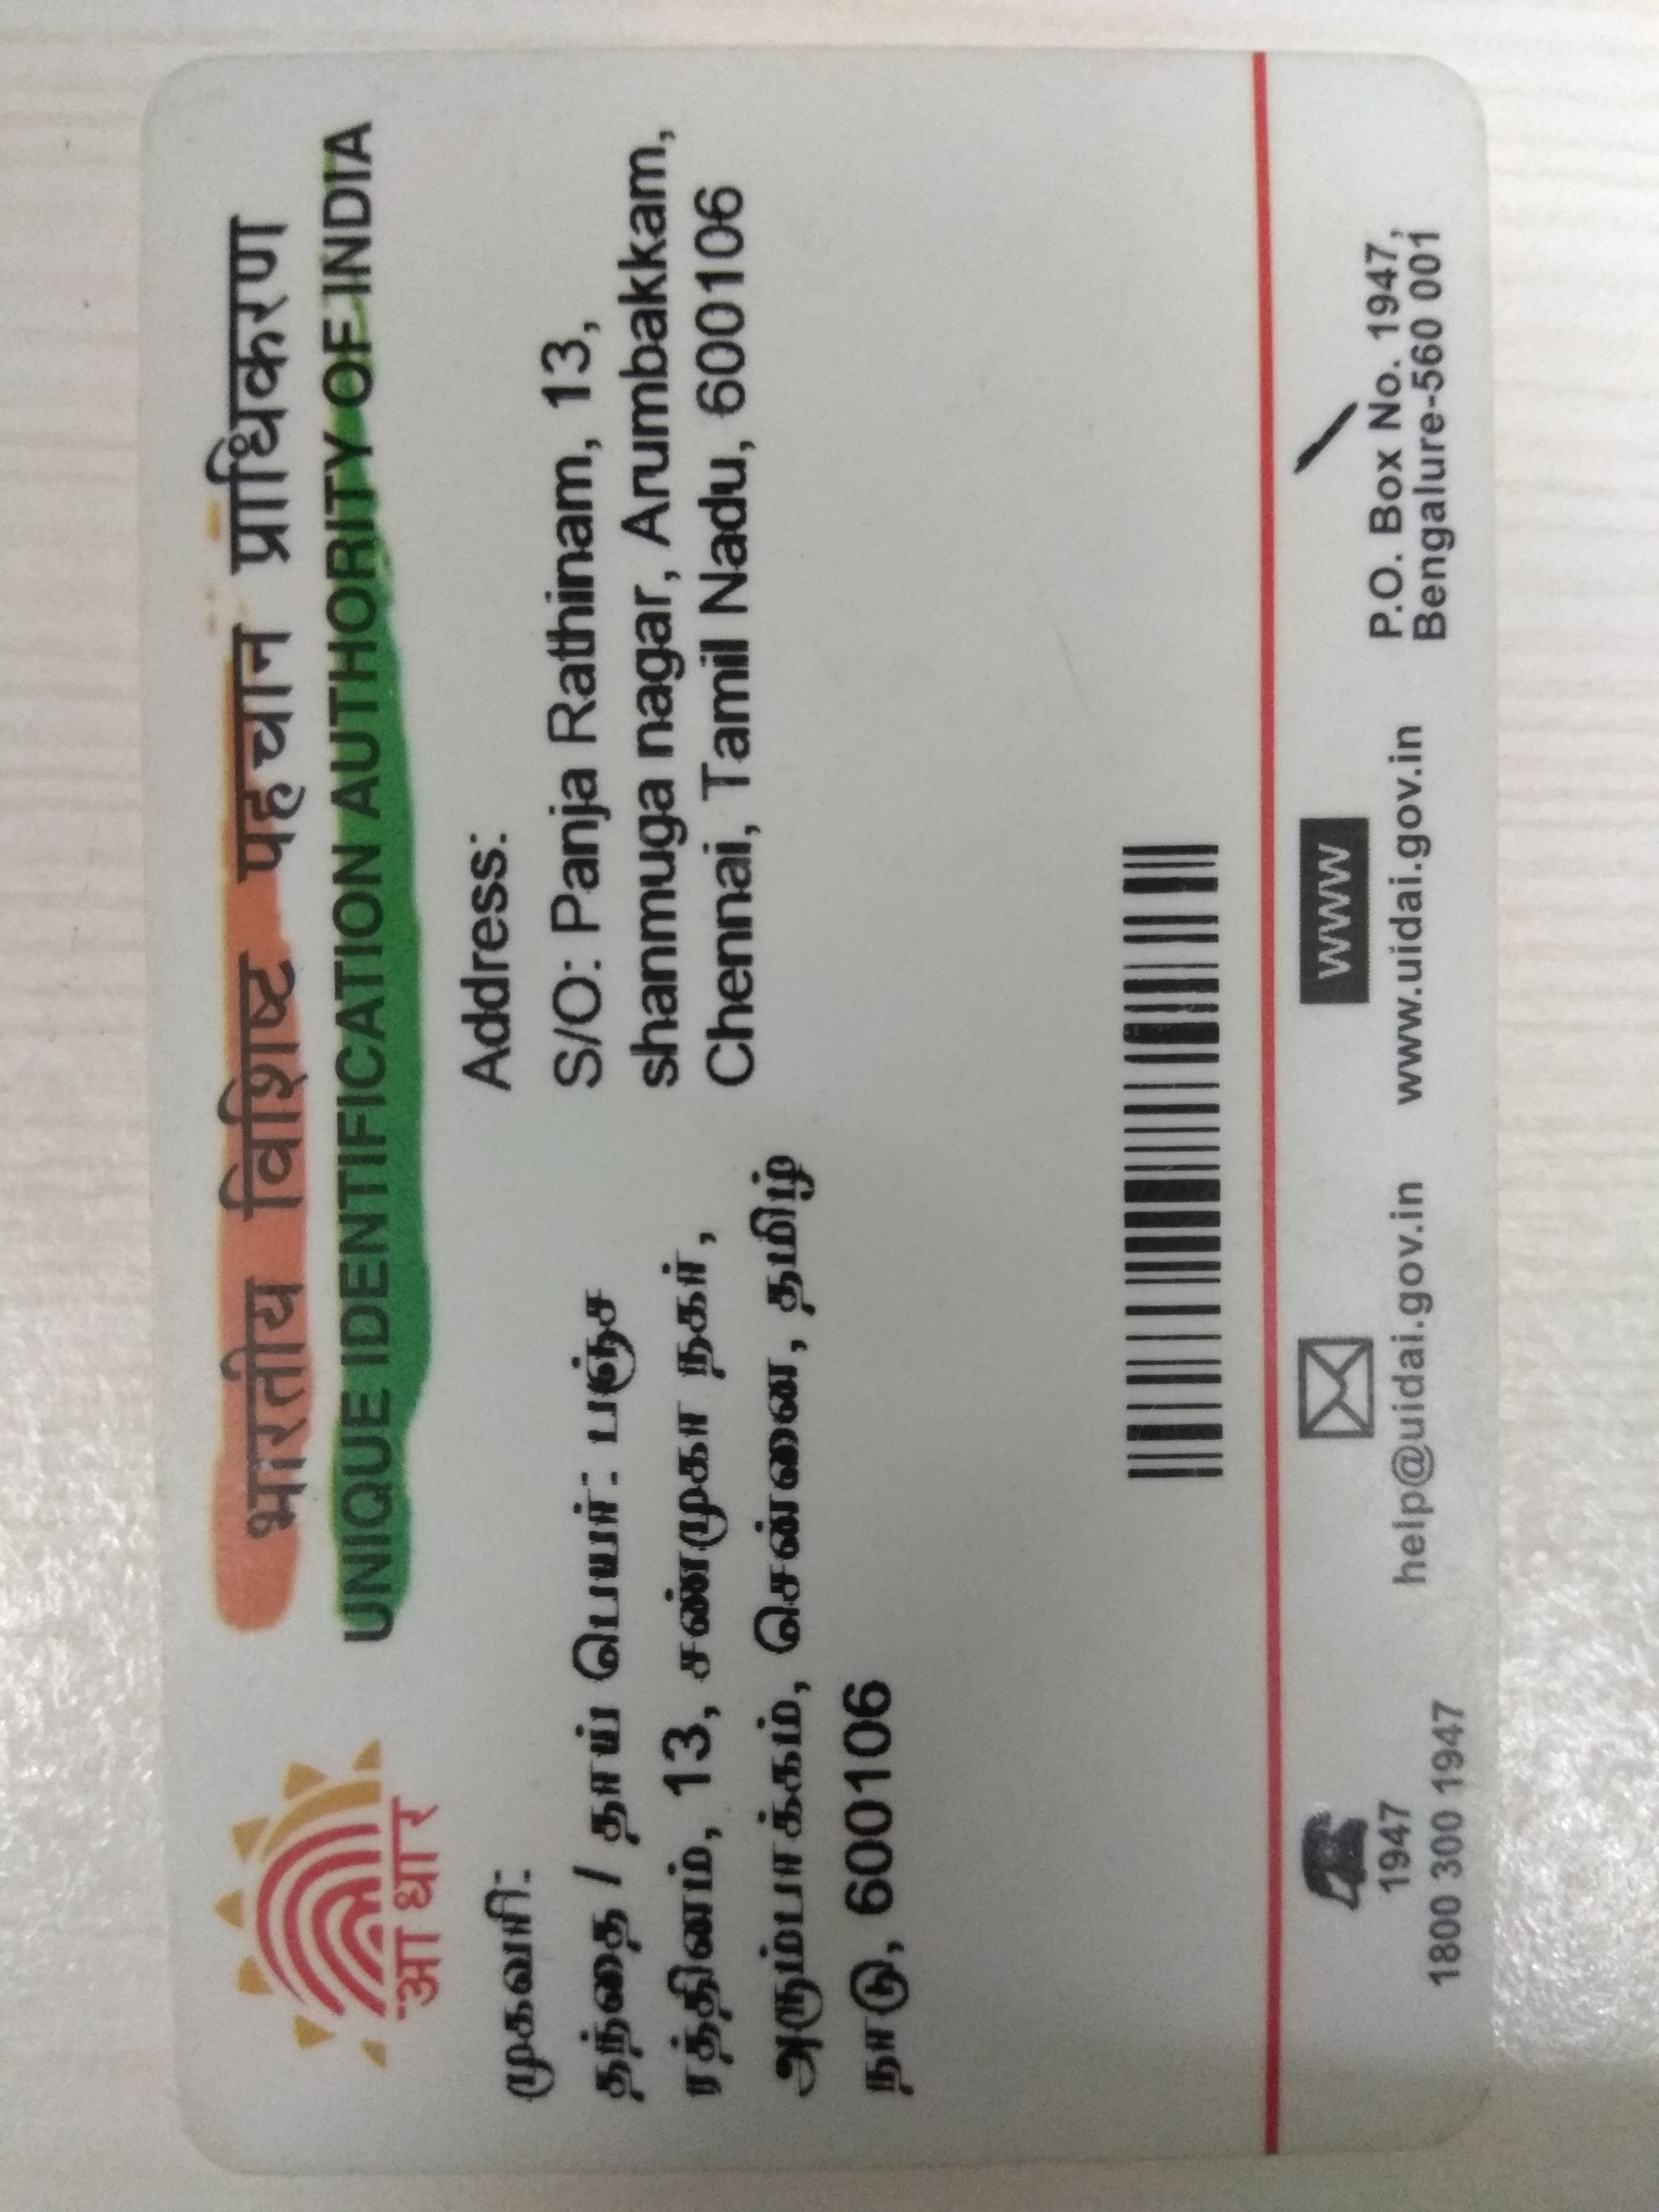 भारतीय विशिष्ट पहचान प्राधिकरण
UNIQUE IDENTIFICATION AUTHORITY OF INDIA
आधार
முகவரி:
தந்தை / தாய் பெயர்: பஞ்ச
ரத்தினம், 13, சண்முகா நகர்,
அரும்பாக்கம், சென்னை, தமிழ்
நாடு, 600106
Address:
S/O: Panja Rathinam, 13,
shanmuga nagar, Arumbakkam,
Chennai, Tamil Nadu, 600106
1947
1800 300 1947
help@uidai.gov.in
WWW
www.uidai.gov.in
P.O. Box No. 1947,
Bengalure-560 001